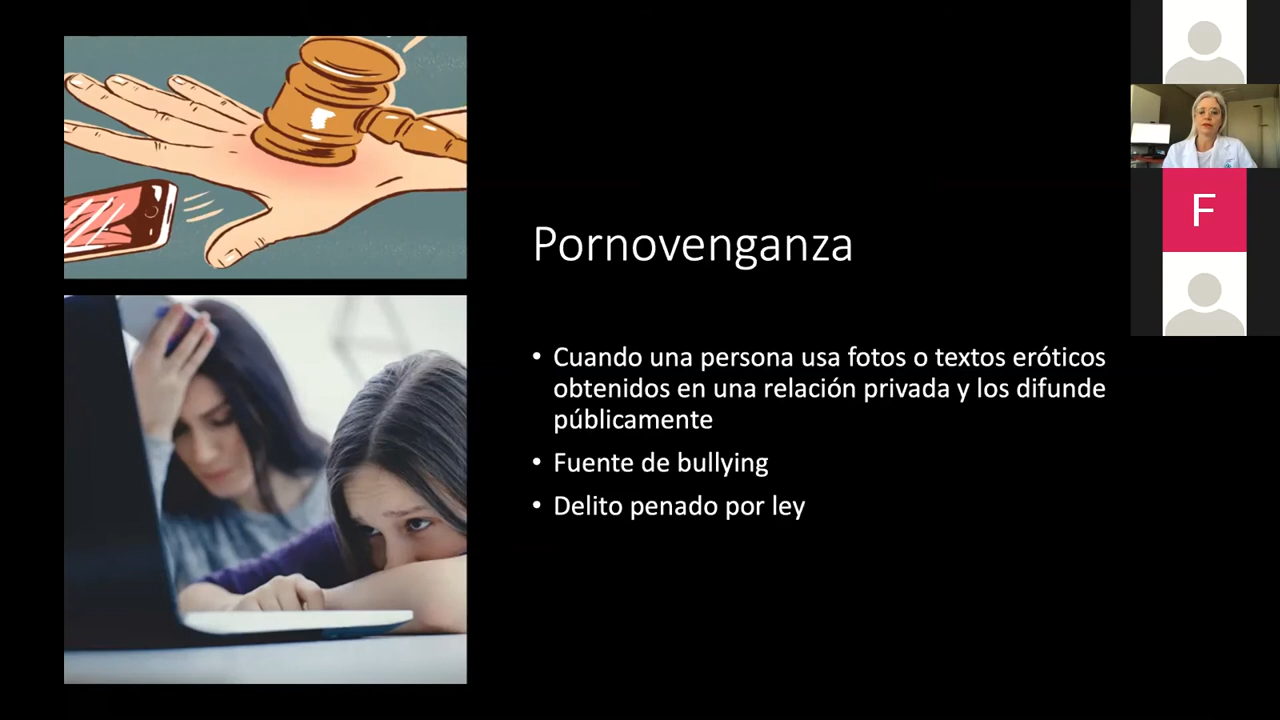 Pornovenganza
• Cuando una persona usa fotos o textos eróticos
obtenidos en una relación privada y los difunde
públicamente
• Fuente de bullying
• Delito penado por ley
F